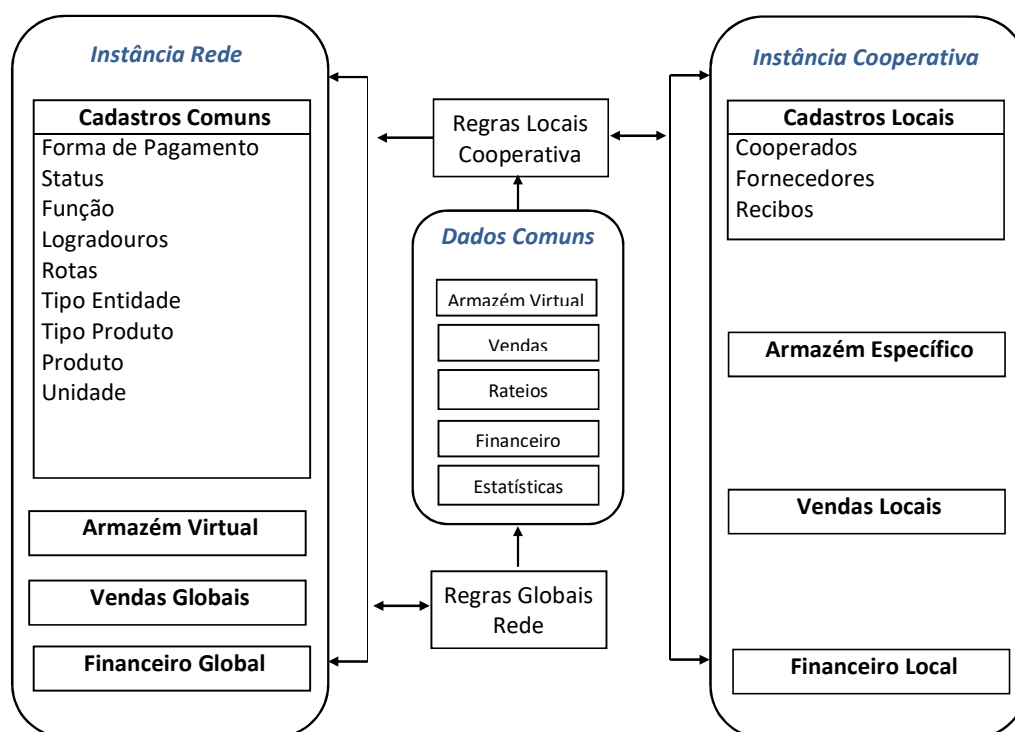 Instância Rede
Cadastros Comuns
Forma de Pagamento
Status
Função
Logradouros
Rotas
Tipo Entidade
Tipo Produto
Produto
Unidade
Armazém Virtual
Vendas Globais
Financeiro Global
Regras Locais
Cooperativa
Dados Comuns
Armazém Virtual
Vendas
Rateios
Financeiro
Estatísticas
Regras Globais
Rede
Instância Cooperativa
Cadastros Locais
Cooperados
Fornecedores
Recibos
Armazém Específico
Vendas Locais
Financeiro Local